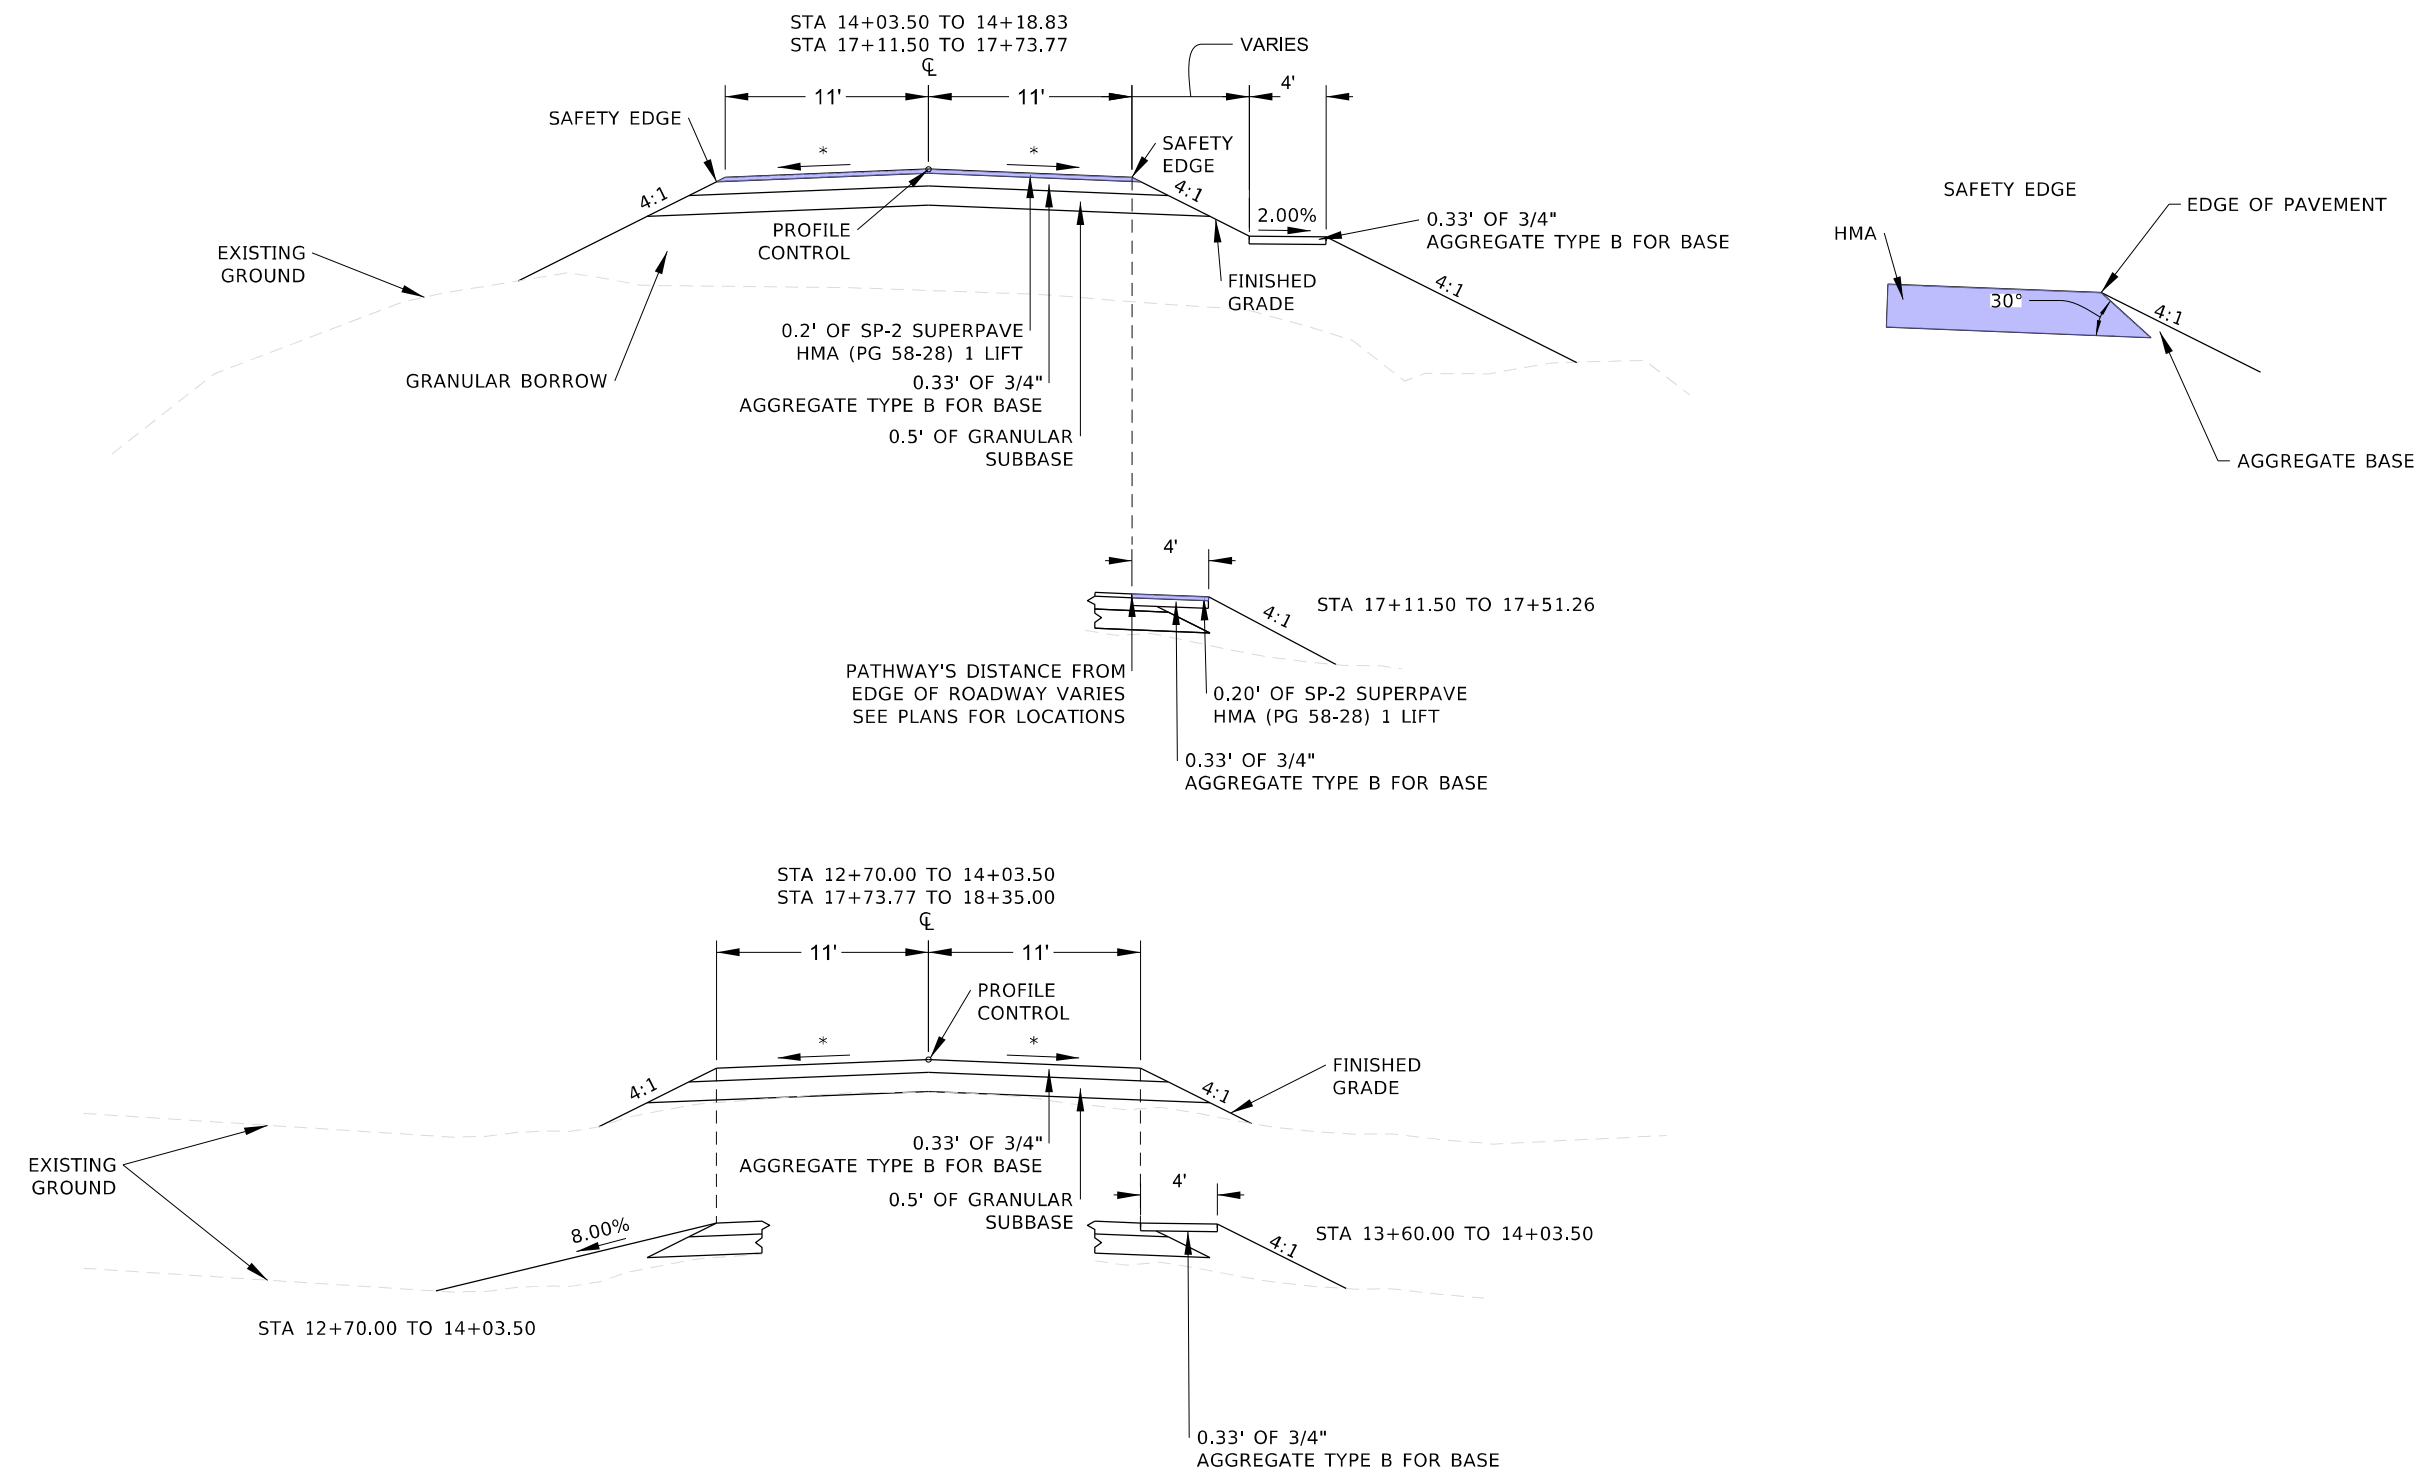 STA 14+03.50 TO 14+18.83
STA 17+11.50 TO 17+73.77
℄
VARIES
11'
11'
4'
SAFETY EDGE
*
*
SAFETY
EDGE
4:1
4:1
2.00%
0.33' OF 3/4"
AGGREGATE TYPE B FOR BASE
PROFILE
CONTROL
EXISTING
GROUND
FINISHED
GRADE
4:1
0.2' OF SP-2 SUPERPAVE
HMA (PG 58-28) 1 LIFT
GRANULAR BORROW
0.33' OF 3/4"
AGGREGATE TYPE B FOR BASE
0.5' OF GRANULAR
SUBBASE
SAFETY EDGE
EDGE OF PAVEMENT
HMA
30°
4:1
AGGREGATE BASE
4'
4:1
STA 17+11.50 TO 17+51.26
PATHWAY'S DISTANCE FROM
EDGE OF ROADWAY VARIES
SEE PLANS FOR LOCATIONS
0.20' OF SP-2 SUPERPAVE
HMA (PG 58-28) 1 LIFT
0.33' OF 3/4"
AGGREGATE TYPE B FOR BASE
STA 12+70.00 TO 14+03.50
STA 17+73.77 TO 18+35.00
℄
11'
11'
PROFILE
CONTROL
*
*
FINISHED
GRADE
4:1
4:1
0.33' OF 3/4"
AGGREGATE TYPE B FOR BASE
EXISTING
GROUND
0.5' OF GRANULAR
SUBBASE
4'
8.00%
4:1
STA 13+60.00 TO 14+03.50
STA 12+70.00 TO 14+03.50
0.33' OF 3/4"
AGGREGATE TYPE B FOR BASE